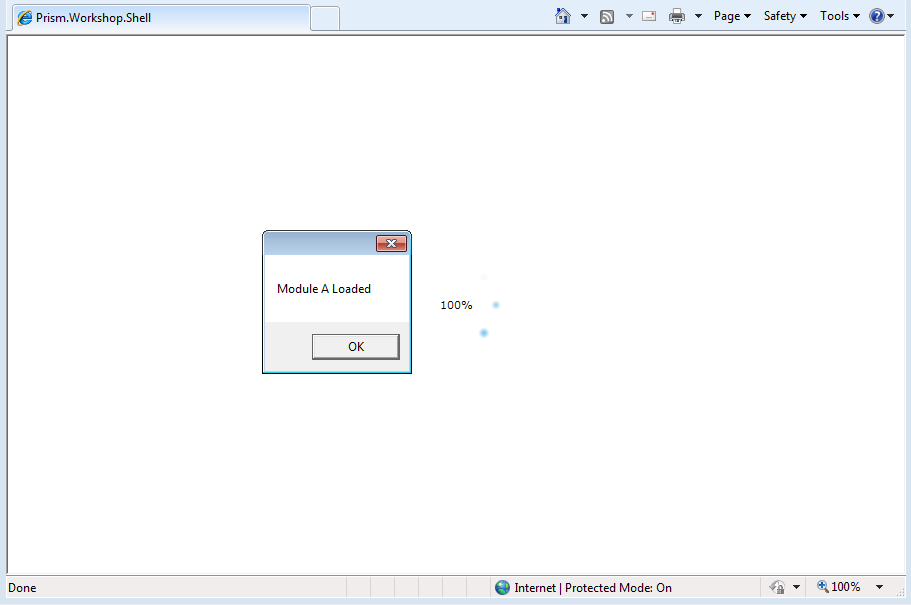 Prism.Workshop.Shell
Page Safety Tools
Module A Loaded
100%
OK
Done
Internet | Protected Mode: On
100%